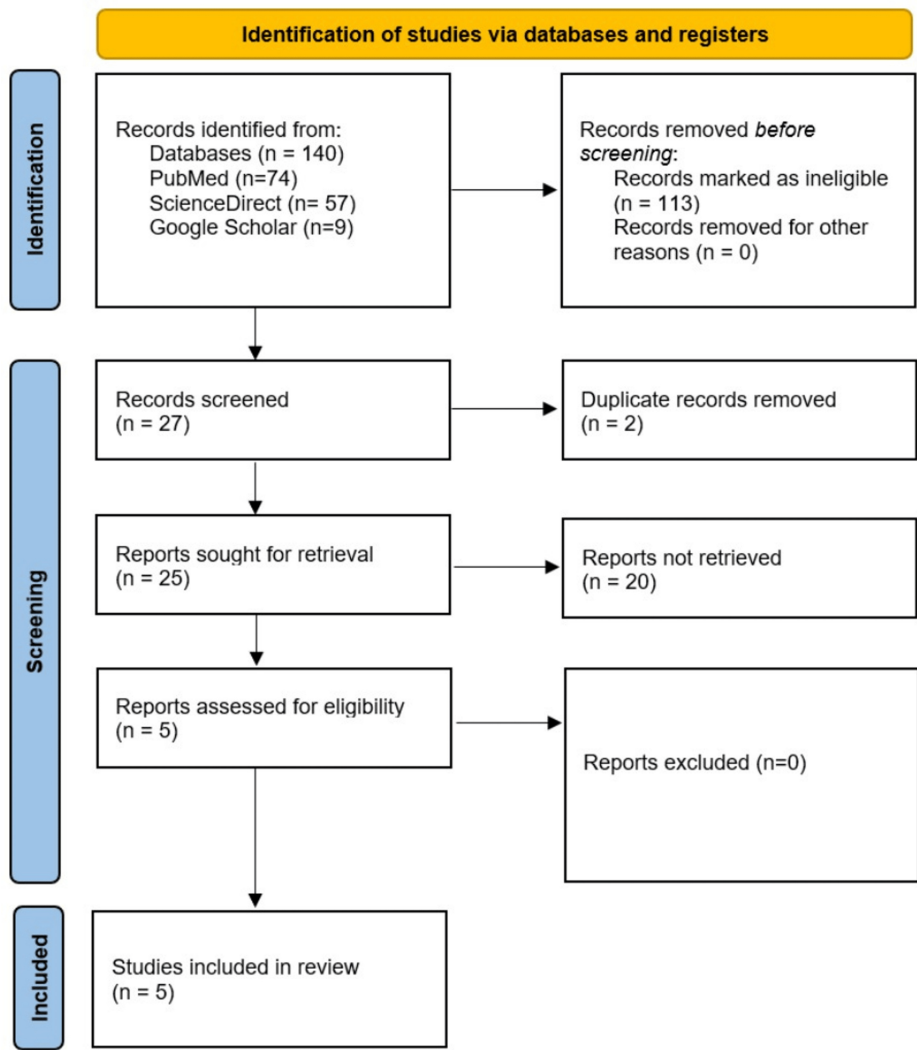 Identification of studies via databases and registers
Identification
Records identified from:
Databases (n = 140)
PubMed (n=74)
ScienceDirect (n= 57)
Google Scholar (n=9)
Records removed before
screening:
Records marked as ineligible
(n = 113)
Records removed for other
reasons (n = 0)
Screening
Records screened
(n = 27)
Duplicate records removed
(n = 2)
Reports sought for retrieval
(n = 25)
Reports not retrieved
(n = 20)
Reports assessed for eligibility
(n = 5)
Reports excluded (n=0)
Included
Studies included in review
(n = 5)